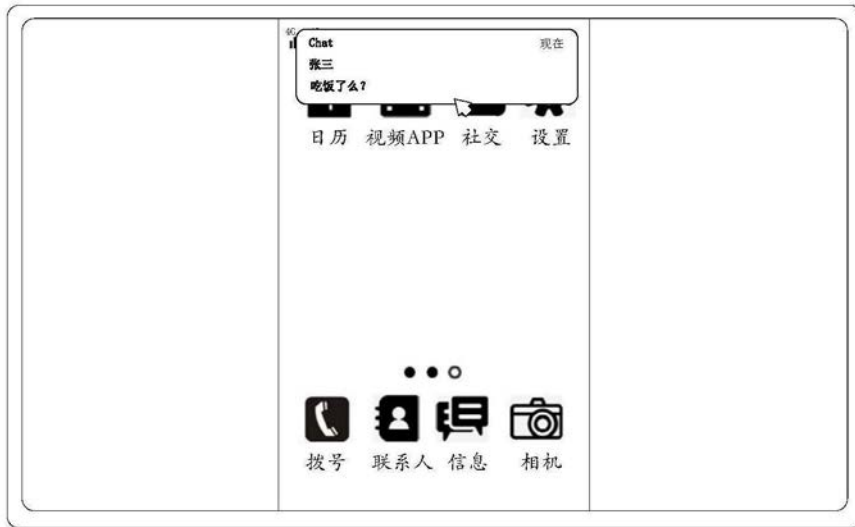 4G
Chat 现在
张三
吃饭了么?
日历 视频APP 社交 设置
拨号 联系人 信息 相机